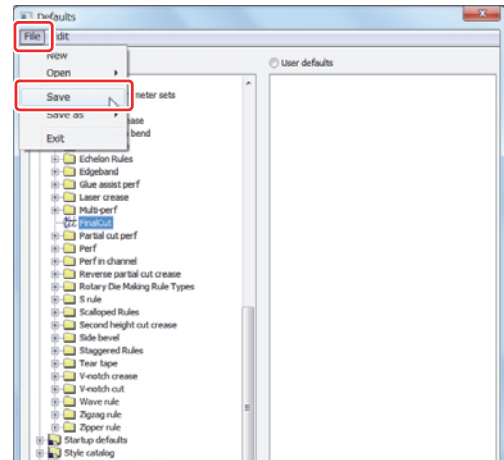 Defaults
File Edit
New
User defaults
Open
Save
meter sets
Save as
bend
Exit
Echelon Rules
Edgeband
Glue assist perf
Laser crease
Multi-perf
FinalCut
Partial cut perf
Perf
Perf in channel
Reverse partial cut crease
Rotary Die Making Rule Types
S rule
Scalloped Rules
Second height cut crease
Side bevel
Staggered Rules
Tear tape
V-notch crease
V-notch cut
Wave rule
Zigzag rule
Zipper rule
Startup defaults
Style catalog